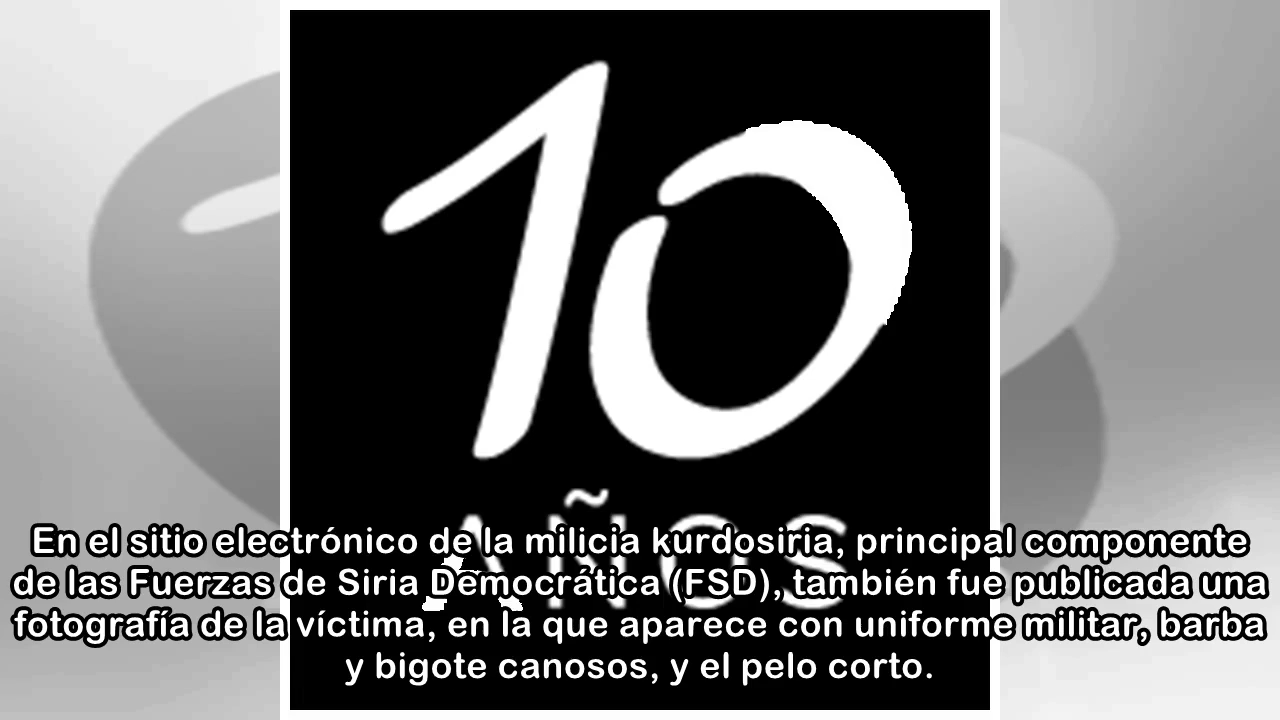 10
AÑOS
En el sitio electrónico de la milicia kurdosiria, principal componente
de las Fuerzas de Siria Democrática (FSD), también fue publicada una
fotografía de la víctima, en la que aparece con uniforme militar, barba
y bigote canosos, y el pelo corto.